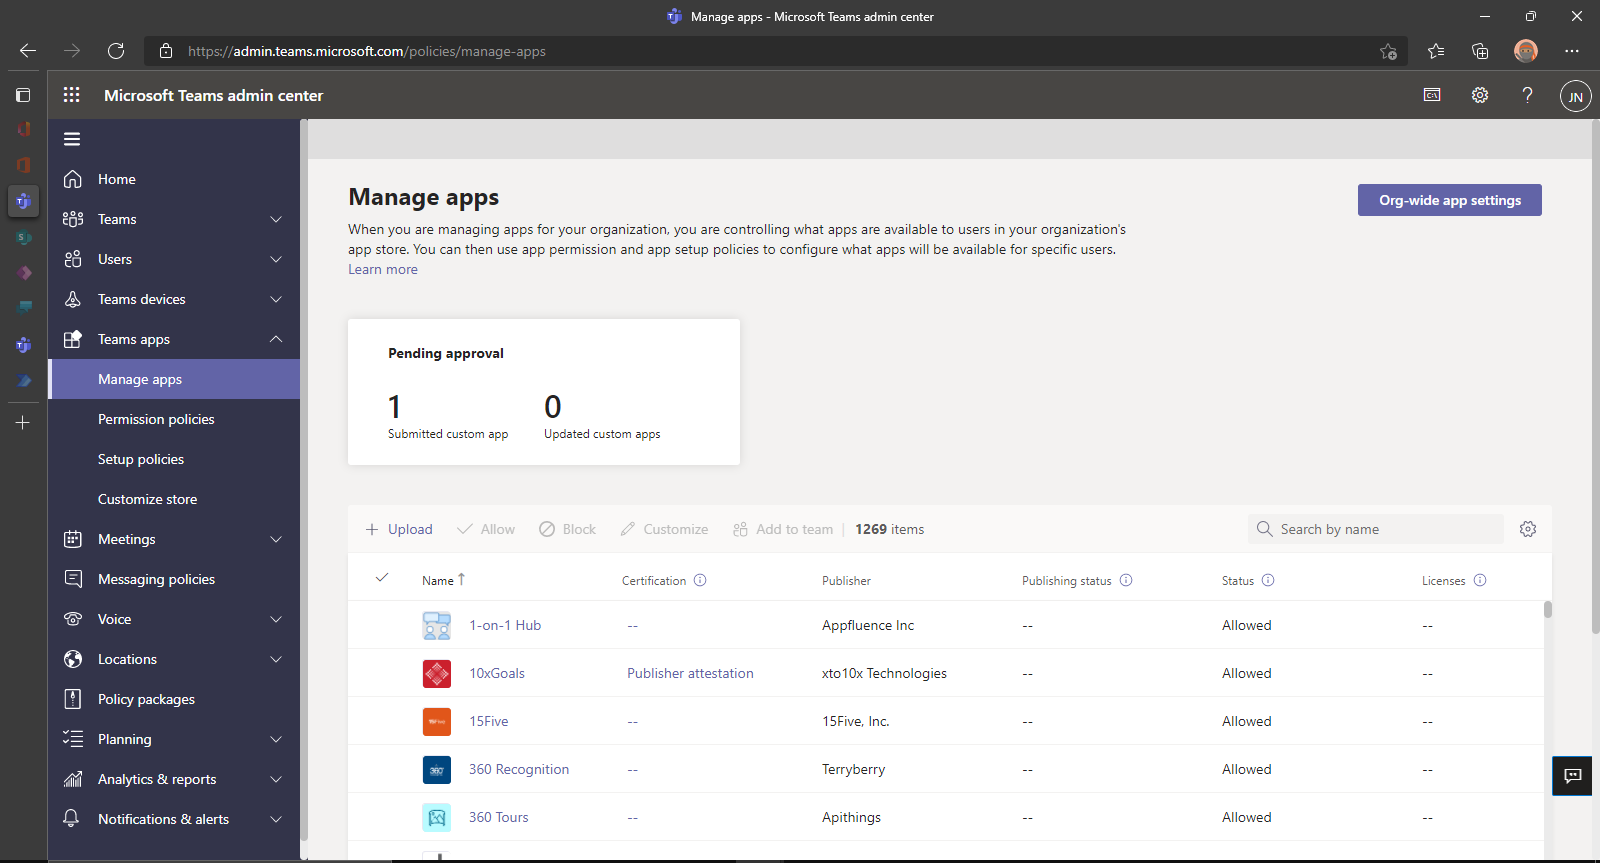 Manage apps - Microsoft Teams admin center
https://admin.teams.microsoft.com/policies/manage-apps
Microsoft Teams admin center
JN
Home
Teams
Users
Teams devices
Teams apps
Manage apps
Permission policies
Setup policies
Customize store
Meetings
Messaging policies
Voice
Locations
Policy packages
Planning
Analytics & reports
Notifications & alerts
Manage apps
Org-wide app settings
When you are managing apps for your organization, you are controlling what apps are available to users in your organization's
app store. You can then use app permission and app setup policies to configure what apps will be available for specific users.
Learn more
Pending approval
1 0
Submitted custom app Updated custom apps
Upload Allow Block Customize Add to team | 1269 items Search by name
Name ↑ Certification Publisher Publishing status Status Licenses
1-on-1 Hub -- Appfluence Inc -- Allowed --
10xGoals Publisher attestation xto10x Technologies -- Allowed --
15Five -- 15Five, Inc. -- Allowed --
360 Recognition -- Terryberry -- Allowed --
360 Tours -- Apithings -- Allowed --